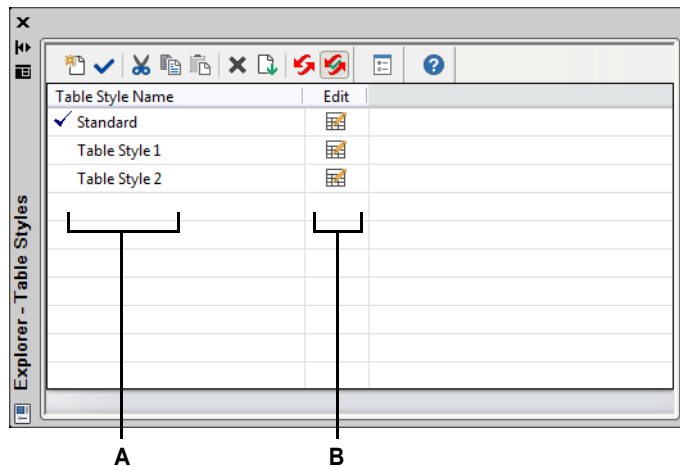 Table Style Name Edit
Standard
Table Style 1
Table Style 2
Explorer - Table Styles
A B